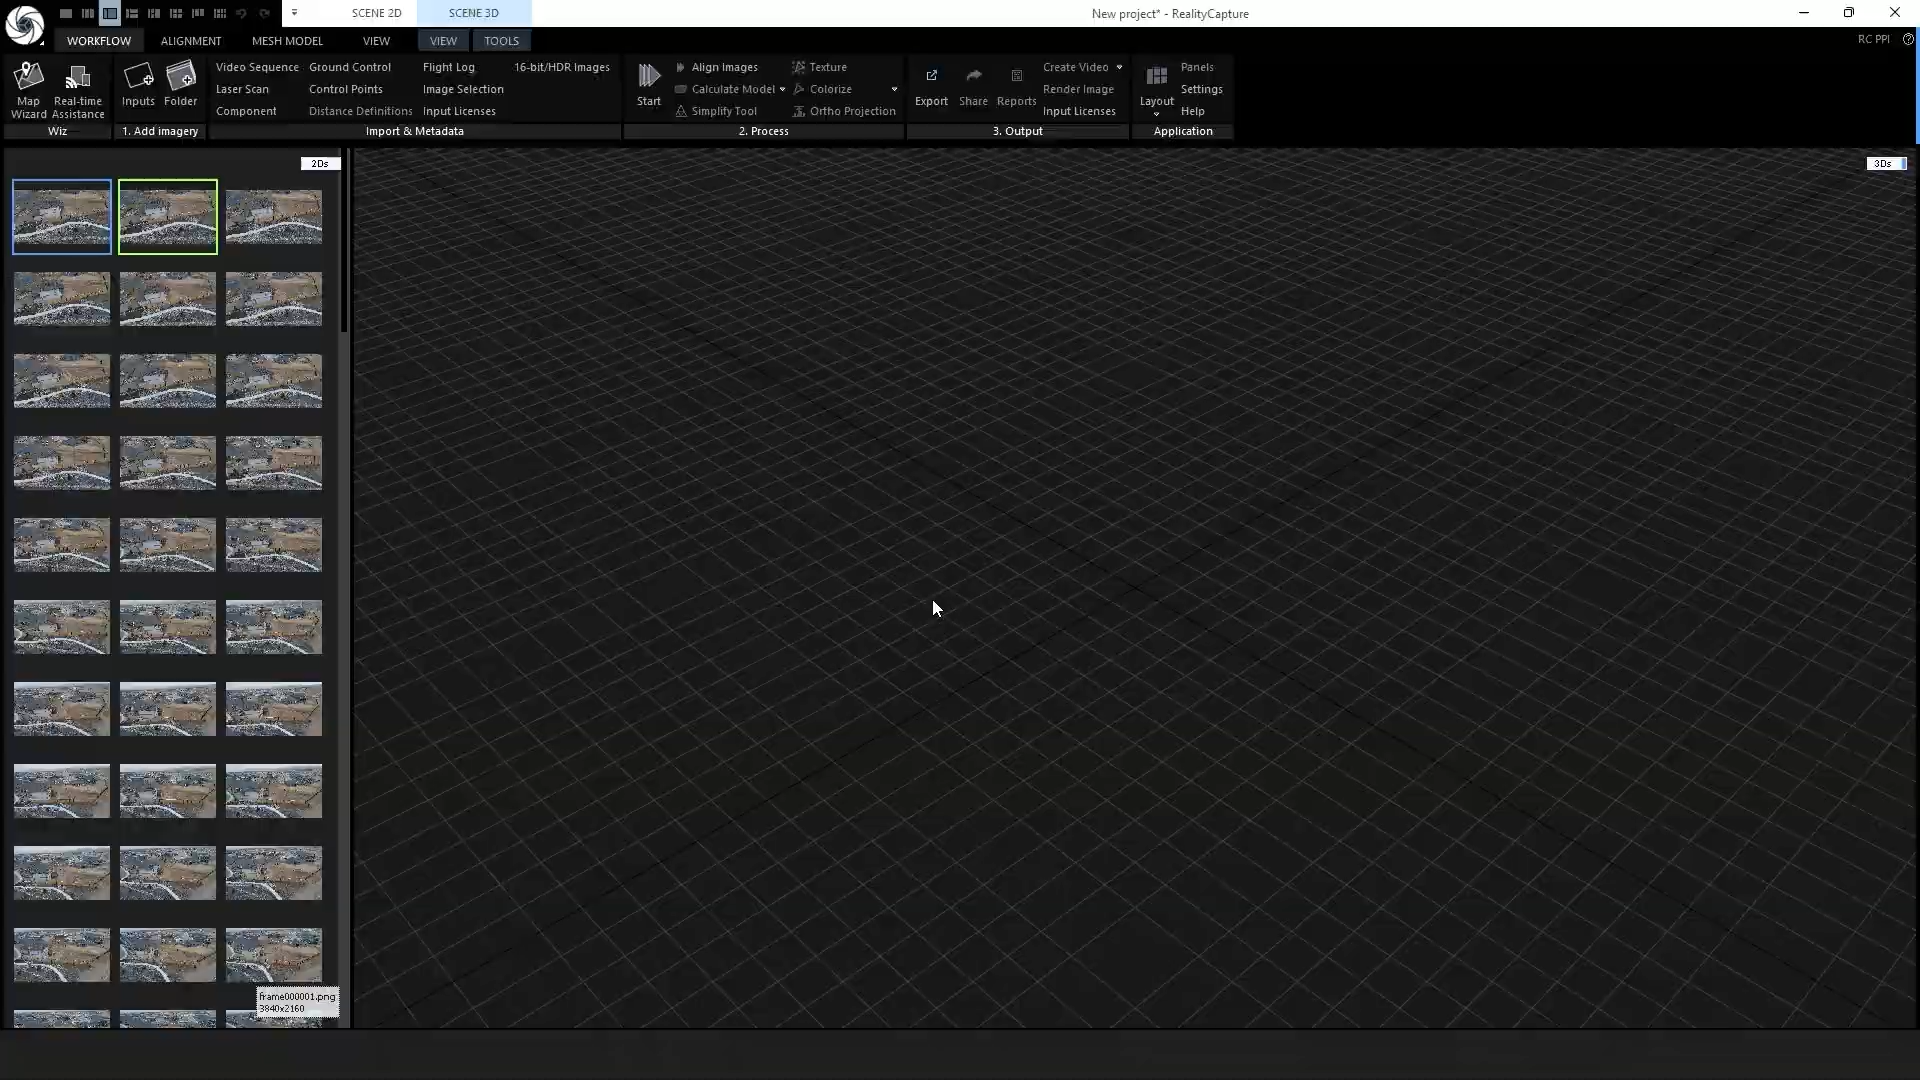 SCENE 2D
SCENE 3D
New project* - RealityCapture
WORKFLOW
ALIGNMENT
MESH MODEL
VIEW
VIEW
TOOLS
RC PPI
Map Wizard
Real-time Assistance
Wiz
Inputs
Folder
1. Add imagery
Video Sequence
Ground Control
Flight Log
16-bit/HDR Images
Laser Scan
Control Points
Image Selection
Component
Distance Definitions
Input Licenses
Import & Metadata
Start
Align Images
Texture
Calculate Model
Colorize
Simplify Tool
Ortho Projection
2. Process
Export
Share
Reports
Create Video
Render Image
Input Licenses
3. Output
Layout
Panels
Settings
Help
Application
2Ds
3Ds
frame000001.png
3840x2160